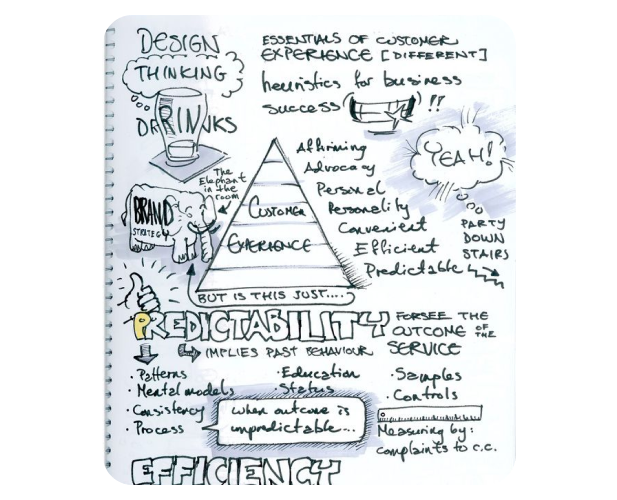 DESIGN
THINKING
DRINKS
ESSENTIALS OF CUSTOMER
EXPERIENCE [DIFFERENT]
heuristics for business
success ( ) !!
YEAH!
The
Elephant
in the
room
BRAND
STRATEGY
CUSTOMER
EXPERIENCE
Affirming
Advocacy
Personal
Personality
Convenient
Efficient
Predictable
PARTY
DOWN
STAIRS
BUT IS THIS JUST....
PREDICTABILITY
FORSEE THE
OUTCOME OF THE
SERVICE
IMPLIES PAST BEHAVIOUR
· Patterns
· Mental models
· Consistency
· Process
· Education
· Status
· Samples
· Controls
when outcome is
unpredictable...
Measuring by:
complaints to c.c.
EFFICIENCY